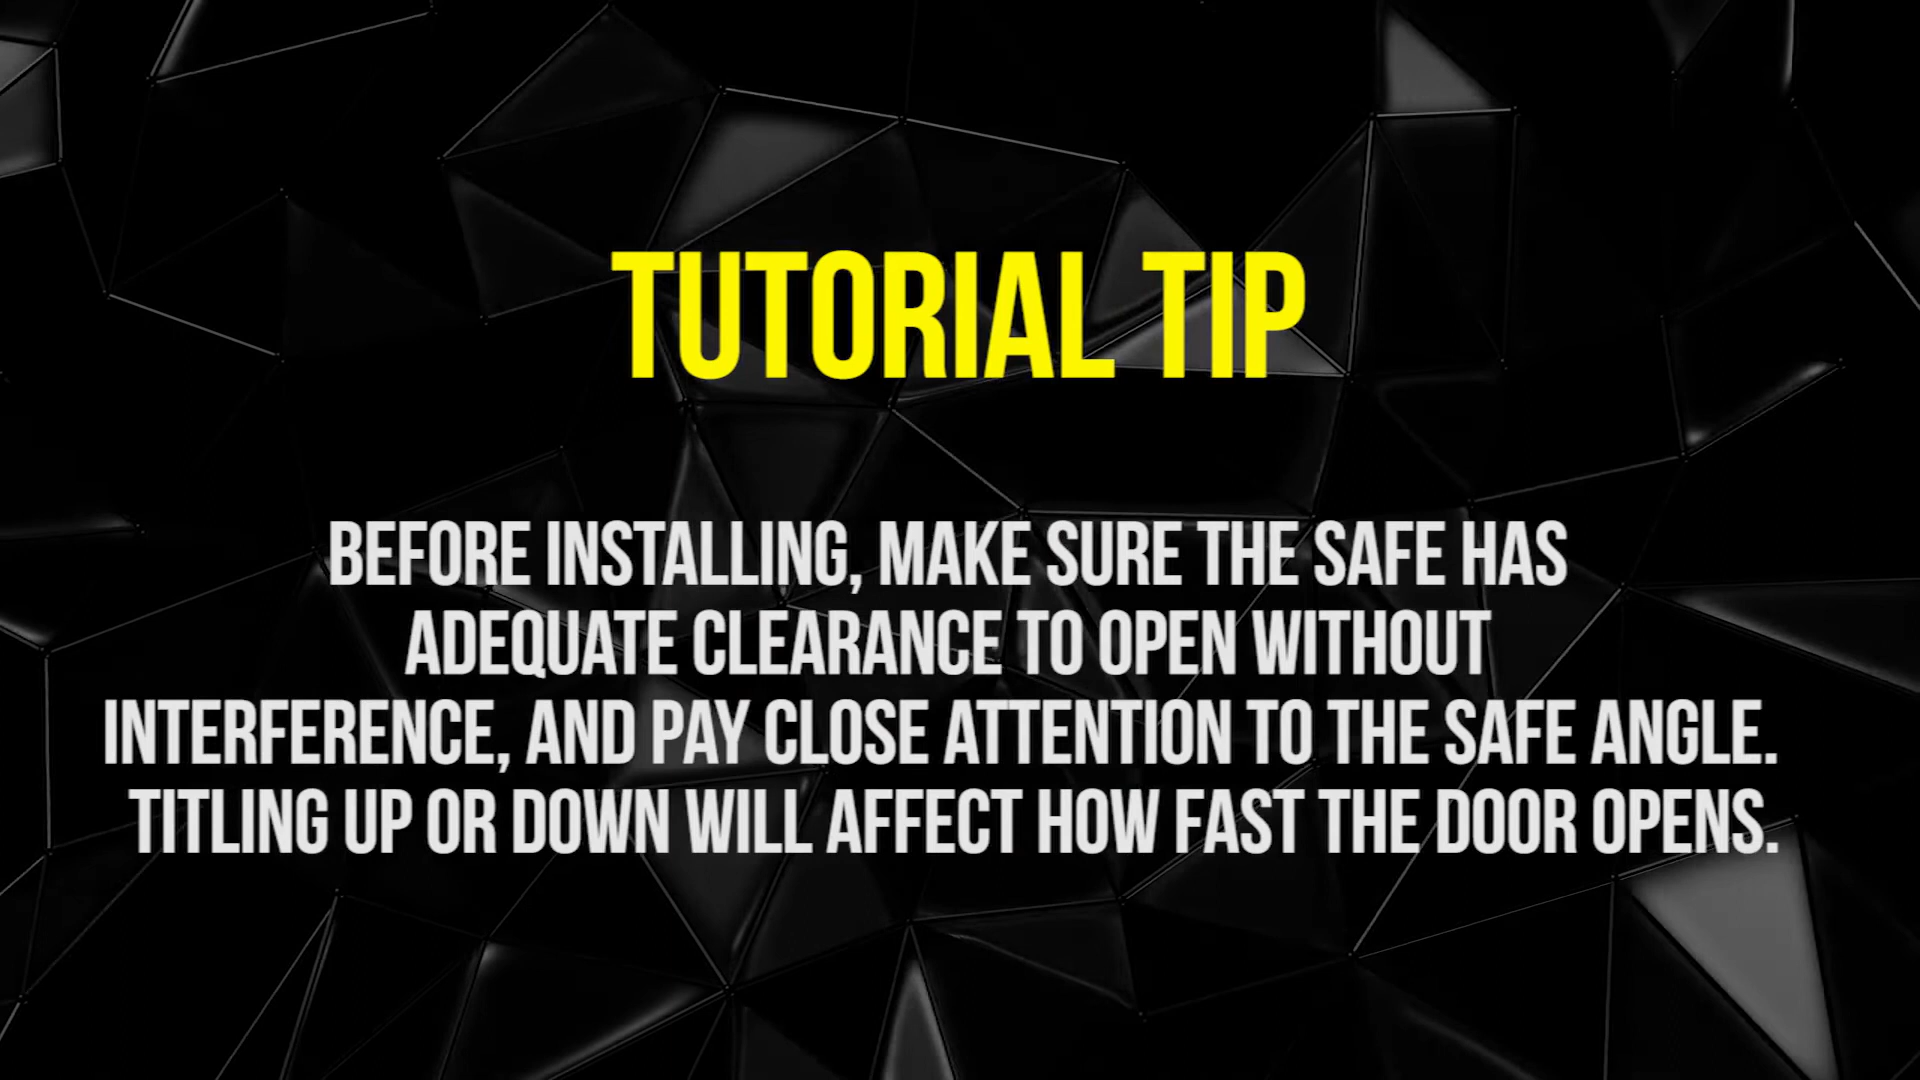 TUTORIAL TIP
BEFORE INSTALLING, MAKE SURE THE SAFE HAS
ADEQUATE CLEARANCE TO OPEN WITHOUT
INTERFERENCE, AND PAY CLOSE ATTENTION TO THE SAFE ANGLE.
TITLING UP OR DOWN WILL AFFECT HOW FAST THE DOOR OPENS.